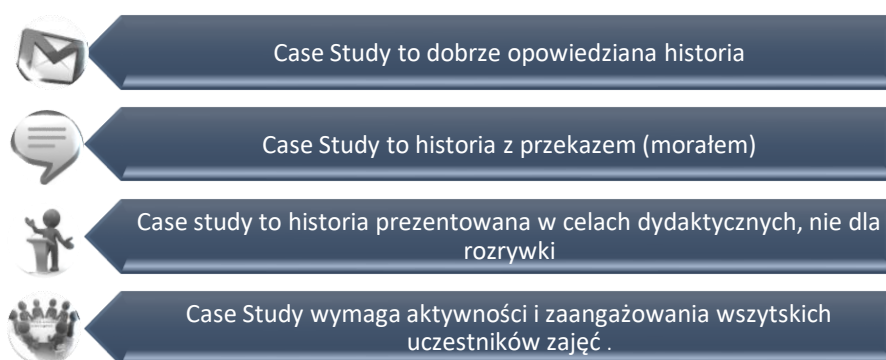 Case Study to dobrze opowiedziana historia
Case Study to historia z przekazem (morałem)
Case study to historia prezentowana w celach dydaktycznych, nie dla
rozrywki
Case Study wymaga aktywności i zaangażowania wszytskich
uczestników zajęć .